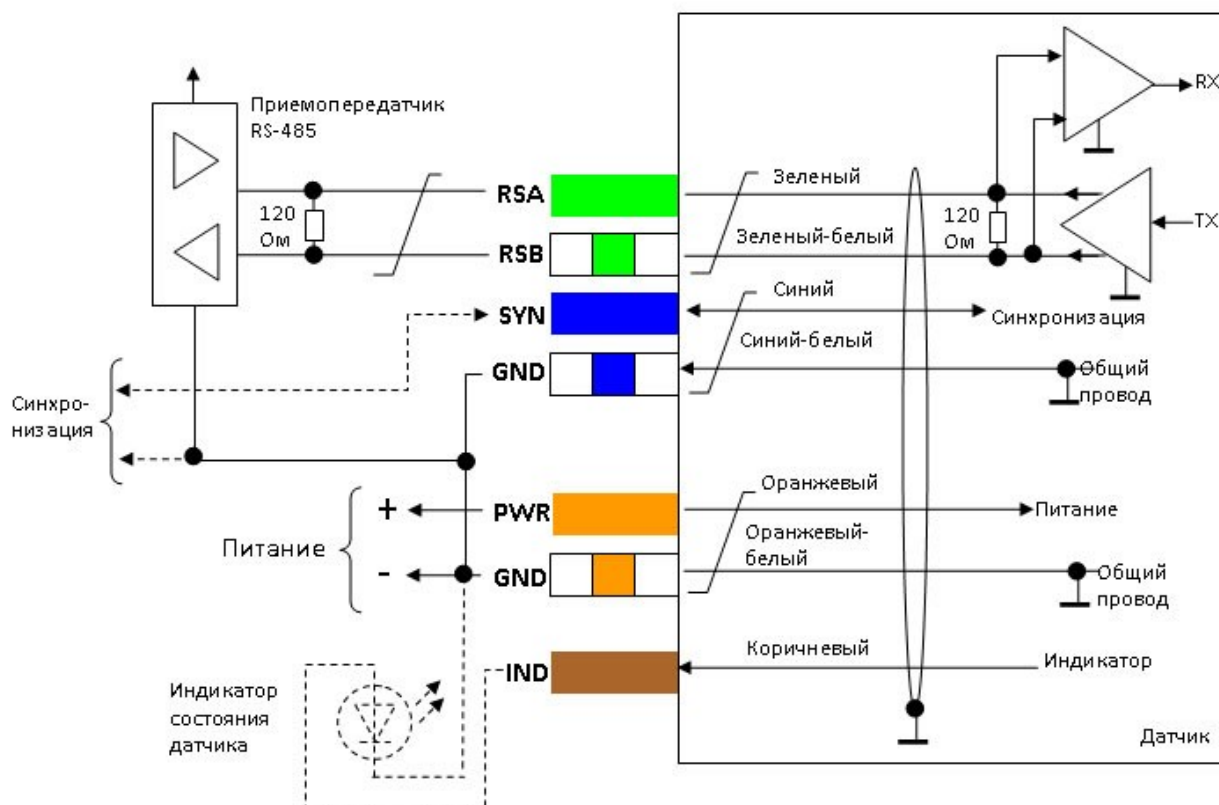 Приемопередатчик
RS-485
RX
RSA
Зеленый
120
Ом
120
Ом
TX
RSB
Зеленый-белый
SYN
Синий
Синхронизация
GND
Синий-белый
Общий
провод
Синхро-
низация
PWR
Оранжевый
Питание
+
Питание
-
GND
Оранжевый-
белый
Общий
провод
IND
Коричневый
Индикатор
Индикатор
состояния
датчика
Датчик